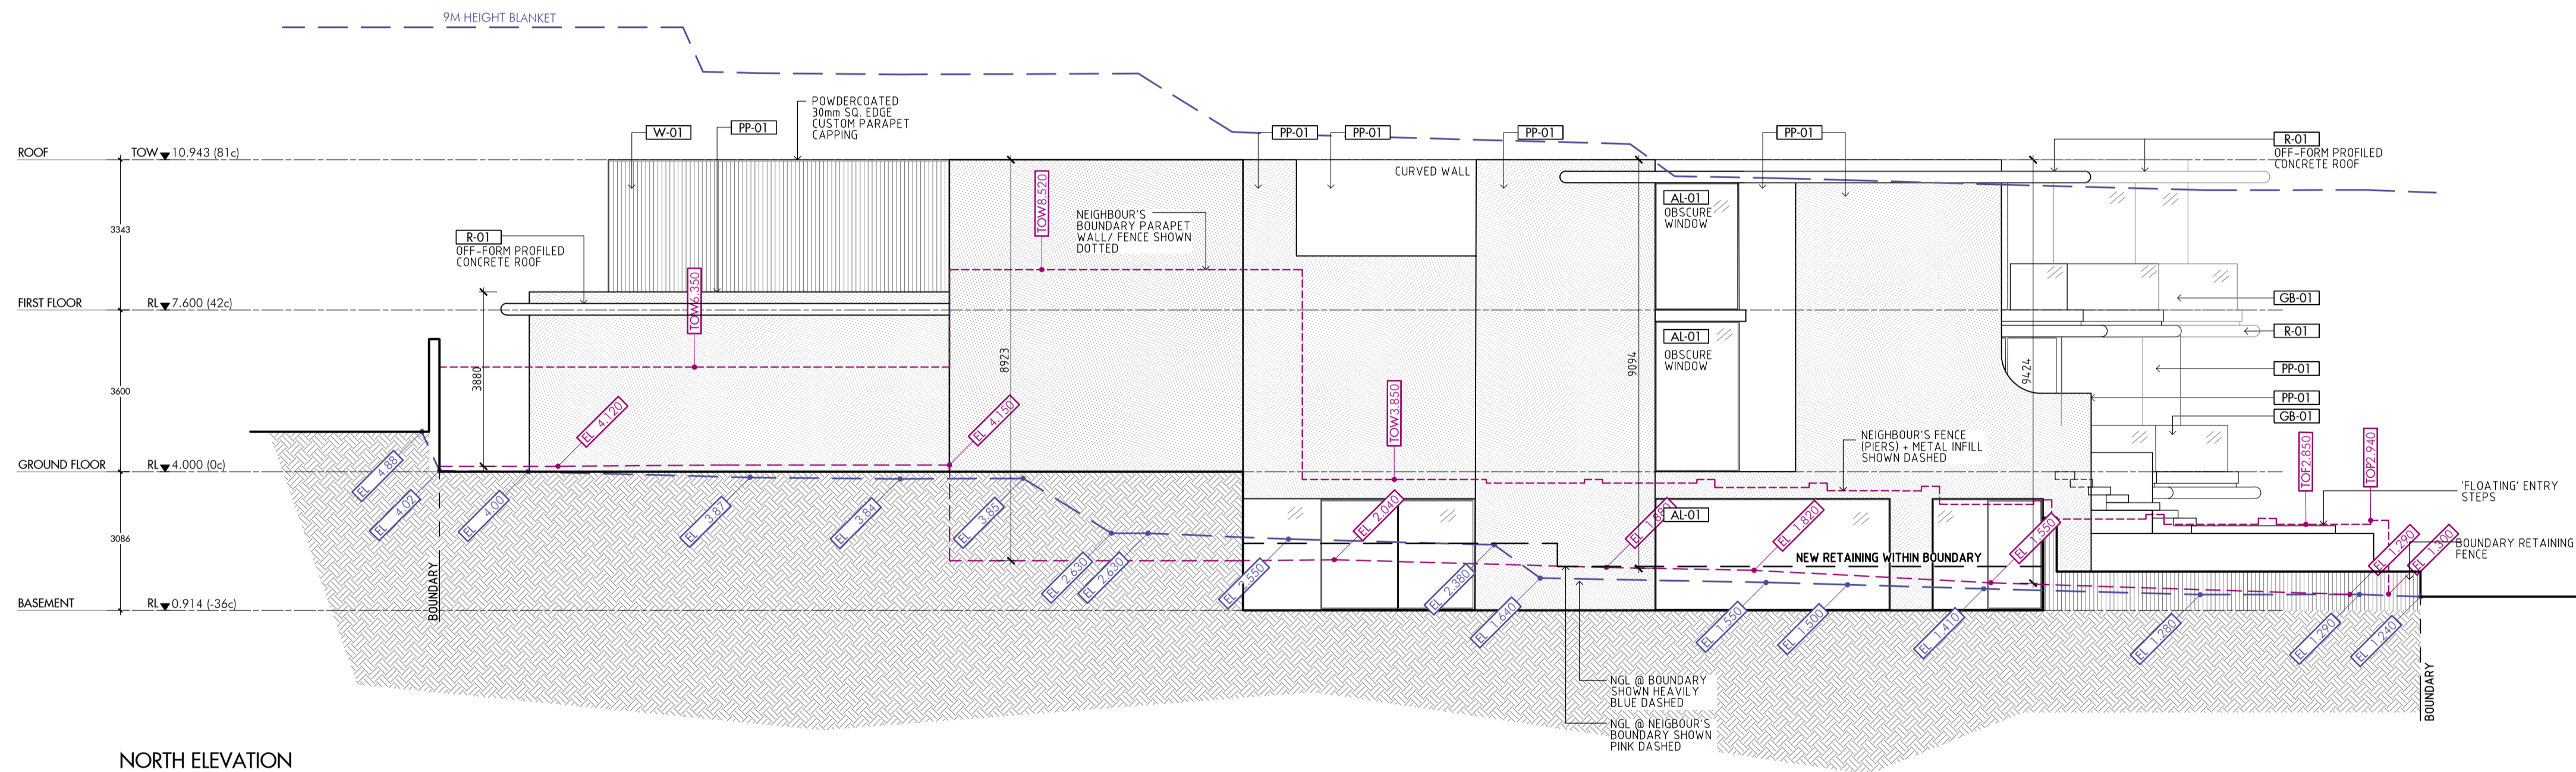 9M HEIGHT BLANKET
POWDERCOATED
30mm SQ. EDGE
CUSTOM PARAPET
CAPPING
W-01
PP-01
PP-01
PP-01
PP-01
PP-01
R-01
OFF-FORM PROFILED
CONCRETE ROOF
ROOF
TOW 10.943 (81c)
CURVED WALL
TOW8.520
AL-01
OBSCURE
WINDOW
NEIGHBOUR'S
BOUNDARY PARAPET
WALL/ FENCE SHOWN
DOTTED
3343
R-01
OFF-FORM PROFILED
CONCRETE ROOF
TOW6.350
FIRST FLOOR
RL 7.600 (42c)
GB-01
R-01
AL-01
OBSCURE
WINDOW
8923
9094
9424
3880
3600
PP-01
PP-01
GB-01
TOW3.850
EL 4.120
EL 4.150
NEIGHBOUR'S FENCE
(PIERS) + METAL INFILL
SHOWN DASHED
TOF2.850
TOP2.940
GROUND FLOOR
RL 4.000 (0c)
EL 4.88
EL 4.02
EL 4.00
EL 3.87
EL 3.84
EL 3.85
'FLOATING' ENTRY
STEPS
EL 2.040
EL 1.880
AL-01
EL 1.820
EL 1.550
EL 1.290
EL 1.300
3086
BOUNDARY RETAINING
FENCE
NEW RETAINING WITHIN BOUNDARY
EL 2.630
EL 2.630
EL 2.550
EL 2.380
EL 1.640
EL 1.550
EL 1.500
EL 1.410
EL 1.280
EL 1.290
EL 1.240
BASEMENT
RL 0.914 (-36c)
BOUNDARY
BOUNDARY
NGL @ BOUNDARY
SHOWN HEAVILY
BLUE DASHED
NGL @ NEIGBOUR'S
BOUNDARY SHOWN
PINK DASHED
NORTH ELEVATION